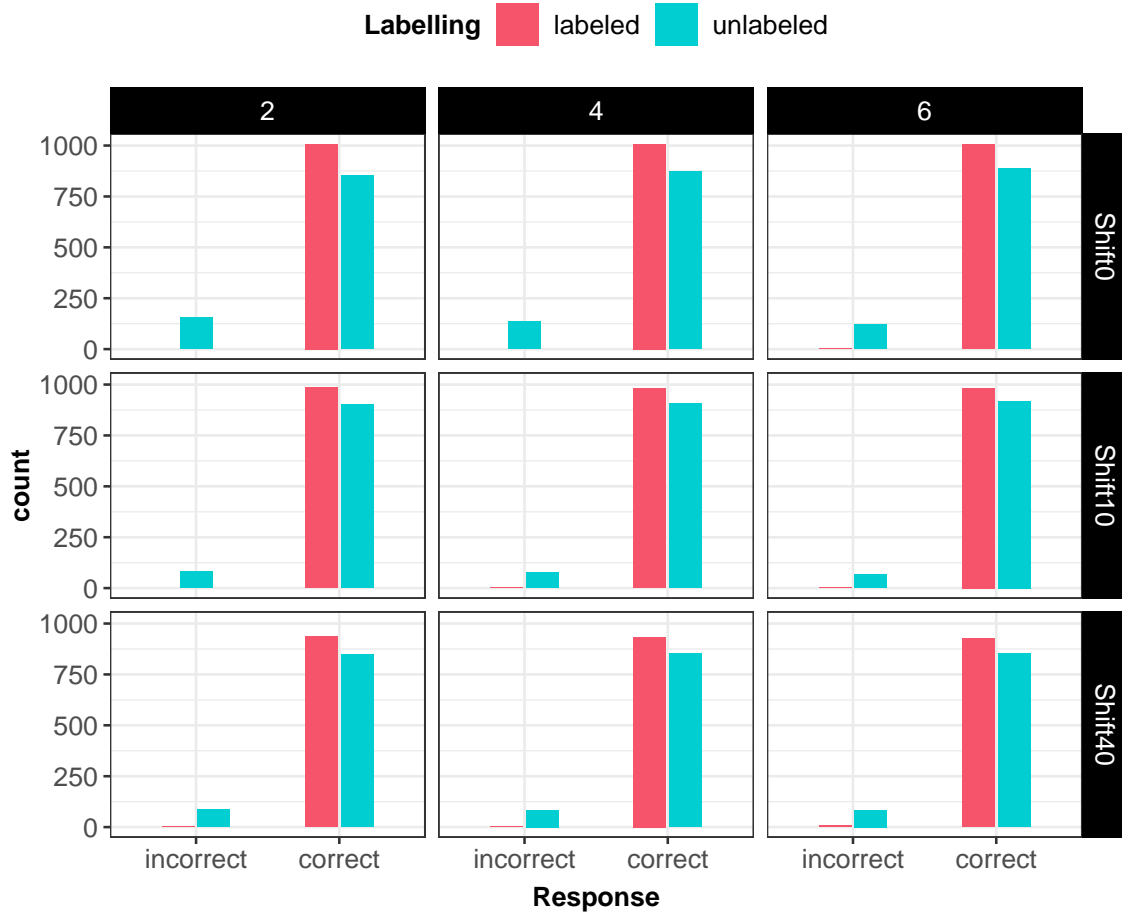 Labelling labeled unlabeled
2 4 6
1000
750
500
250
0
Shift0
1000
750
500
250
0
Shift10
1000
750
500
250
0
Shift40
count
incorrect correct incorrect correct incorrect correct
Response